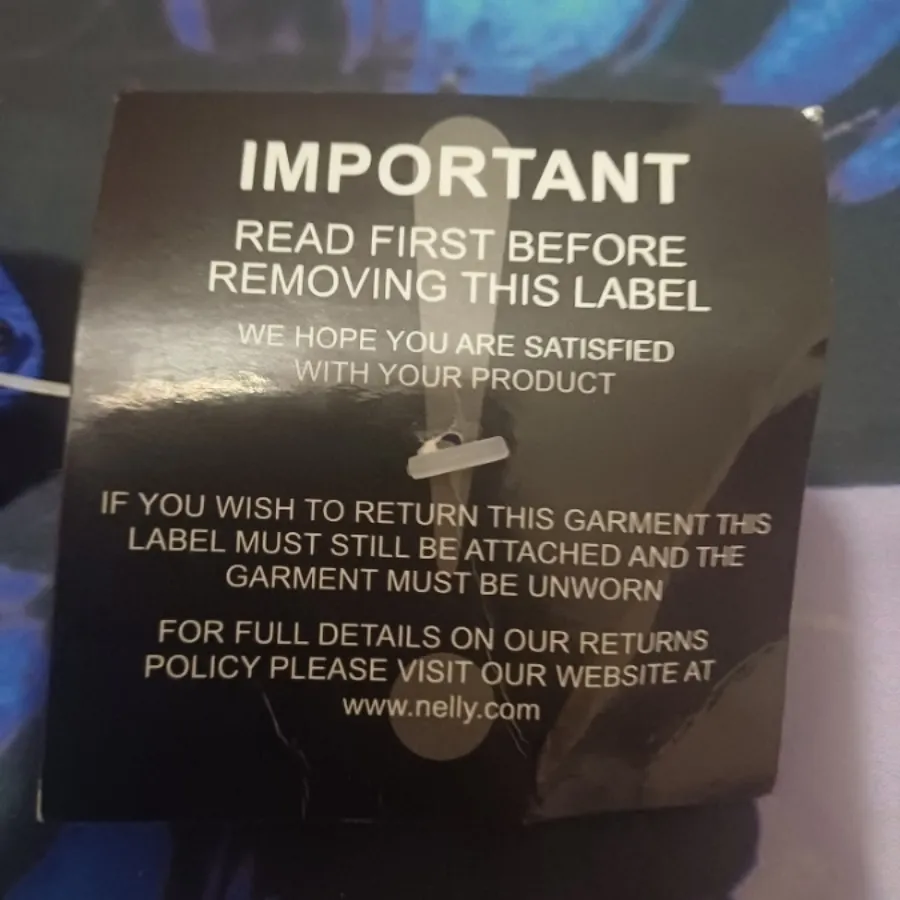 IMPORTANT
READ FIRST BEFORE
REMOVING THIS LABEL
WE HOPE YOU ARE SATISFIED
WITH YOUR PRODUCT
IF YOU WISH TO RETURN THIS GARMENT THIS
LABEL MUST STILL BE ATTACHED AND THE
GARMENT MUST BE UNWORN
FOR FULL DETAILS ON OUR RETURNS
POLICY PLEASE VISIT OUR WEBSITE AT
www.nelly.com